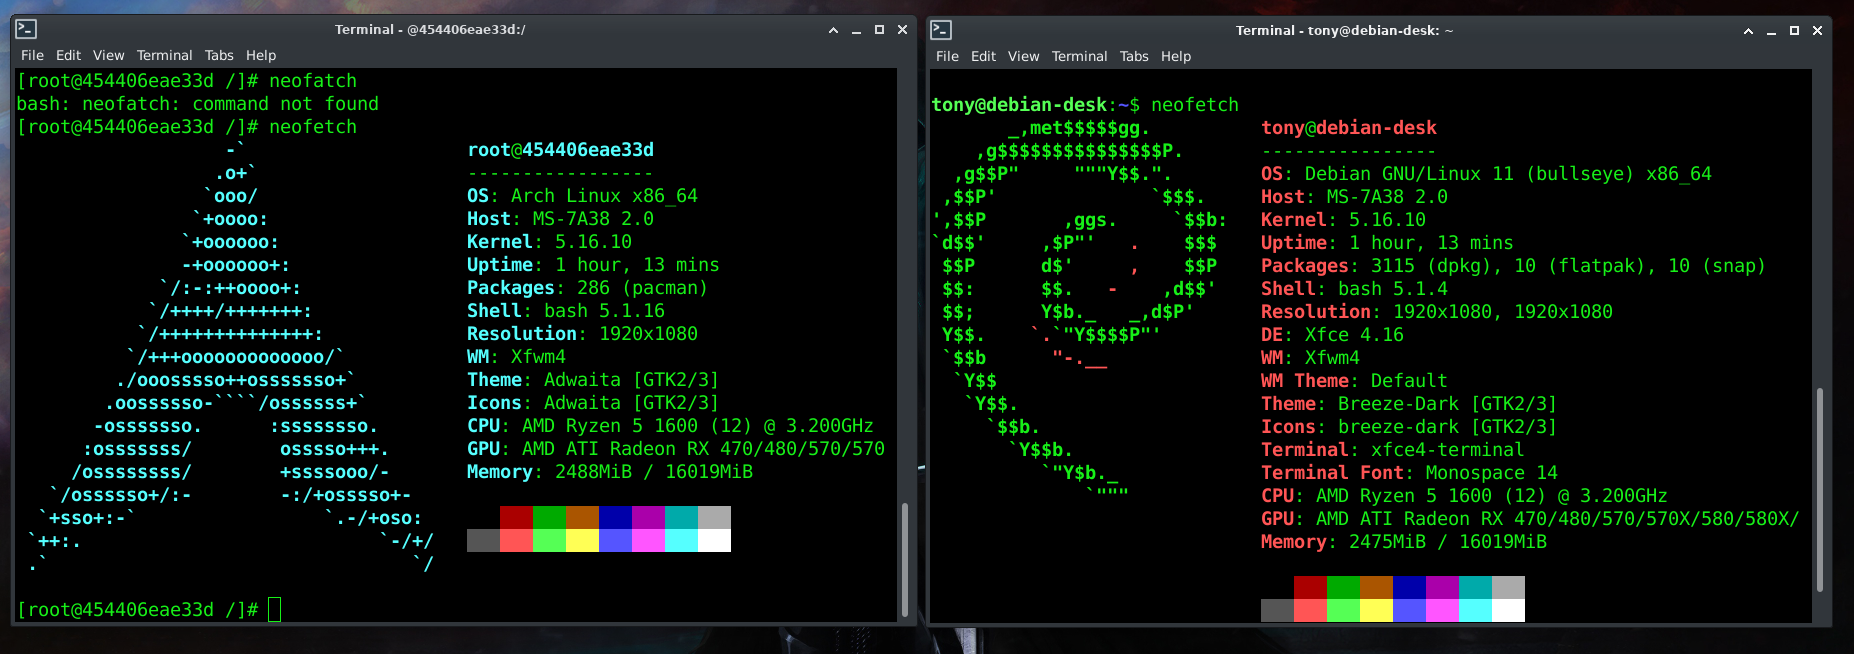 Terminal - @454406eae33d:/
File Edit View Terminal Tabs Help
[root@454406eae33d /]# neofatch
bash: neofatch: command not found
[root@454406eae33d /]# neofetch
-`
.o+`
`ooo/
`+oooo:
`+oooooo:
-+oooooo+:
`/:-:++oooo+:
`/++++/+++++++:
`/++++++++++++++:
`/+++ooooooooooooo/`
./ooosssso++osssssso+`
.oossssso-````/ossssss+`
-osssssso. :ssssssso.
:osssssss/ osssso+++.
/ossssssss/ +ssssooo/-
`/ossssso+/:- -:/+osssso+-
`+sso+:-` `.-/+oso:
`++:. `-/+/
.` `/
root@454406eae33d
-----------------
OS: Arch Linux x86_64
Host: MS-7A38 2.0
Kernel: 5.16.10
Uptime: 1 hour, 13 mins
Packages: 286 (pacman)
Shell: bash 5.1.16
Resolution: 1920x1080
WM: Xfwm4
Theme: Adwaita [GTK2/3]
Icons: Adwaita [GTK2/3]
CPU: AMD Ryzen 5 1600 (12) @ 3.200GHz
GPU: AMD ATI Radeon RX 470/480/570/570
Memory: 2488MiB / 16019MiB
[root@454406eae33d /]#
Terminal - tony@debian-desk: ~
File Edit View Terminal Tabs Help
tony@debian-desk:~$ neofetch
_,met$$$$$gg.
,g$$$$$$$$$$$$$$$P.
,g$$P" """Y$$.".
,$$P' `$$$.
',$$P ,ggs. `$$b:
`d$$' ,$P"' . $$$
$$P d$' , $$P
$$: $$. - ,d$$'
$$; Y$b._ _,d$P'
Y$$. `.`"Y$$$$P"'
`$$b "-.__
`Y$$
`Y$$.
`$$b.
`Y$$b.
`"Y$b._
`"""
tony@debian-desk
----------------
OS: Debian GNU/Linux 11 (bullseye) x86_64
Host: MS-7A38 2.0
Kernel: 5.16.10
Uptime: 1 hour, 13 mins
Packages: 3115 (dpkg), 10 (flatpak), 10 (snap)
Shell: bash 5.1.4
Resolution: 1920x1080, 1920x1080
DE: Xfce 4.16
WM: Xfwm4
WM Theme: Default
Theme: Breeze-Dark [GTK2/3]
Icons: breeze-dark [GTK2/3]
Terminal: xfce4-terminal
Terminal Font: Monospace 14
CPU: AMD Ryzen 5 1600 (12) @ 3.200GHz
GPU: AMD ATI Radeon RX 470/480/570/570X/580/580X/
Memory: 2475MiB / 16019MiB